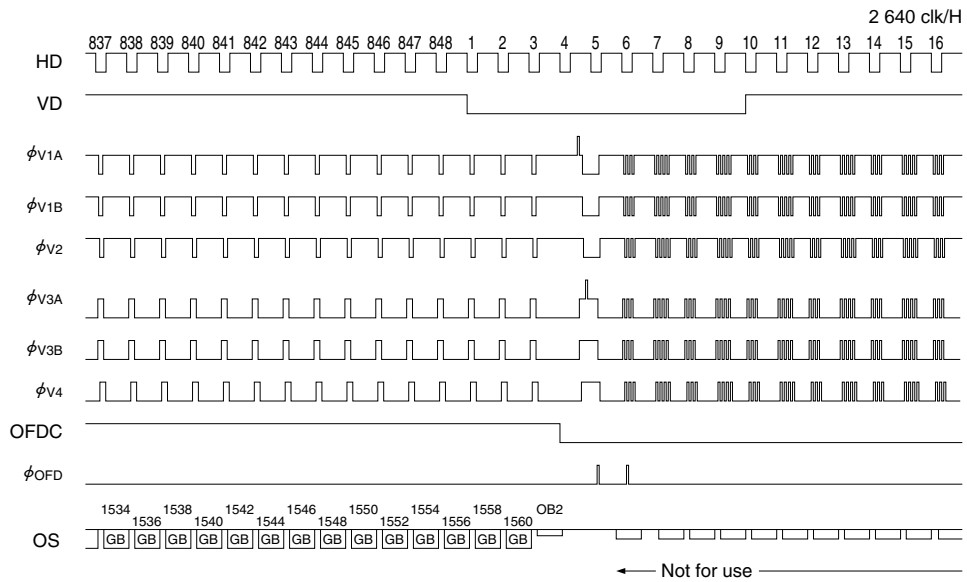 2 640 clk/H
837 838 839 840 841 842 843 844 845 846 847 848 1 2 3 4 5 6 7 8 9 10 11 12 13 14 15 16
HD
VD
ϕV1A
ϕV1B
ϕV2
ϕV3A
ϕV3B
ϕV4
OFDC
ϕOFD
1534 1538 1542 1546 1550 1554 1558 OB2
1536 1540 1544 1548 1552 1556 1560
OS GB GB GB GB GB GB GB GB GB GB GB GB GB GB
Not for use